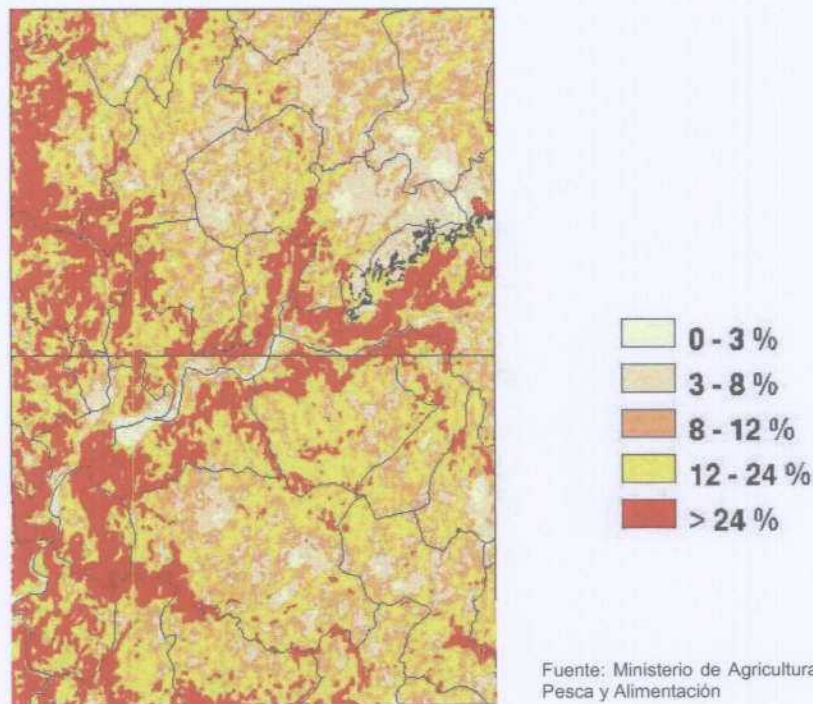 0 - 3 %
3 - 8 %
8 - 12 %
12 - 24 %
> 24 %
Fuente: Ministerio de Agricultura
Pesca y Alimentación